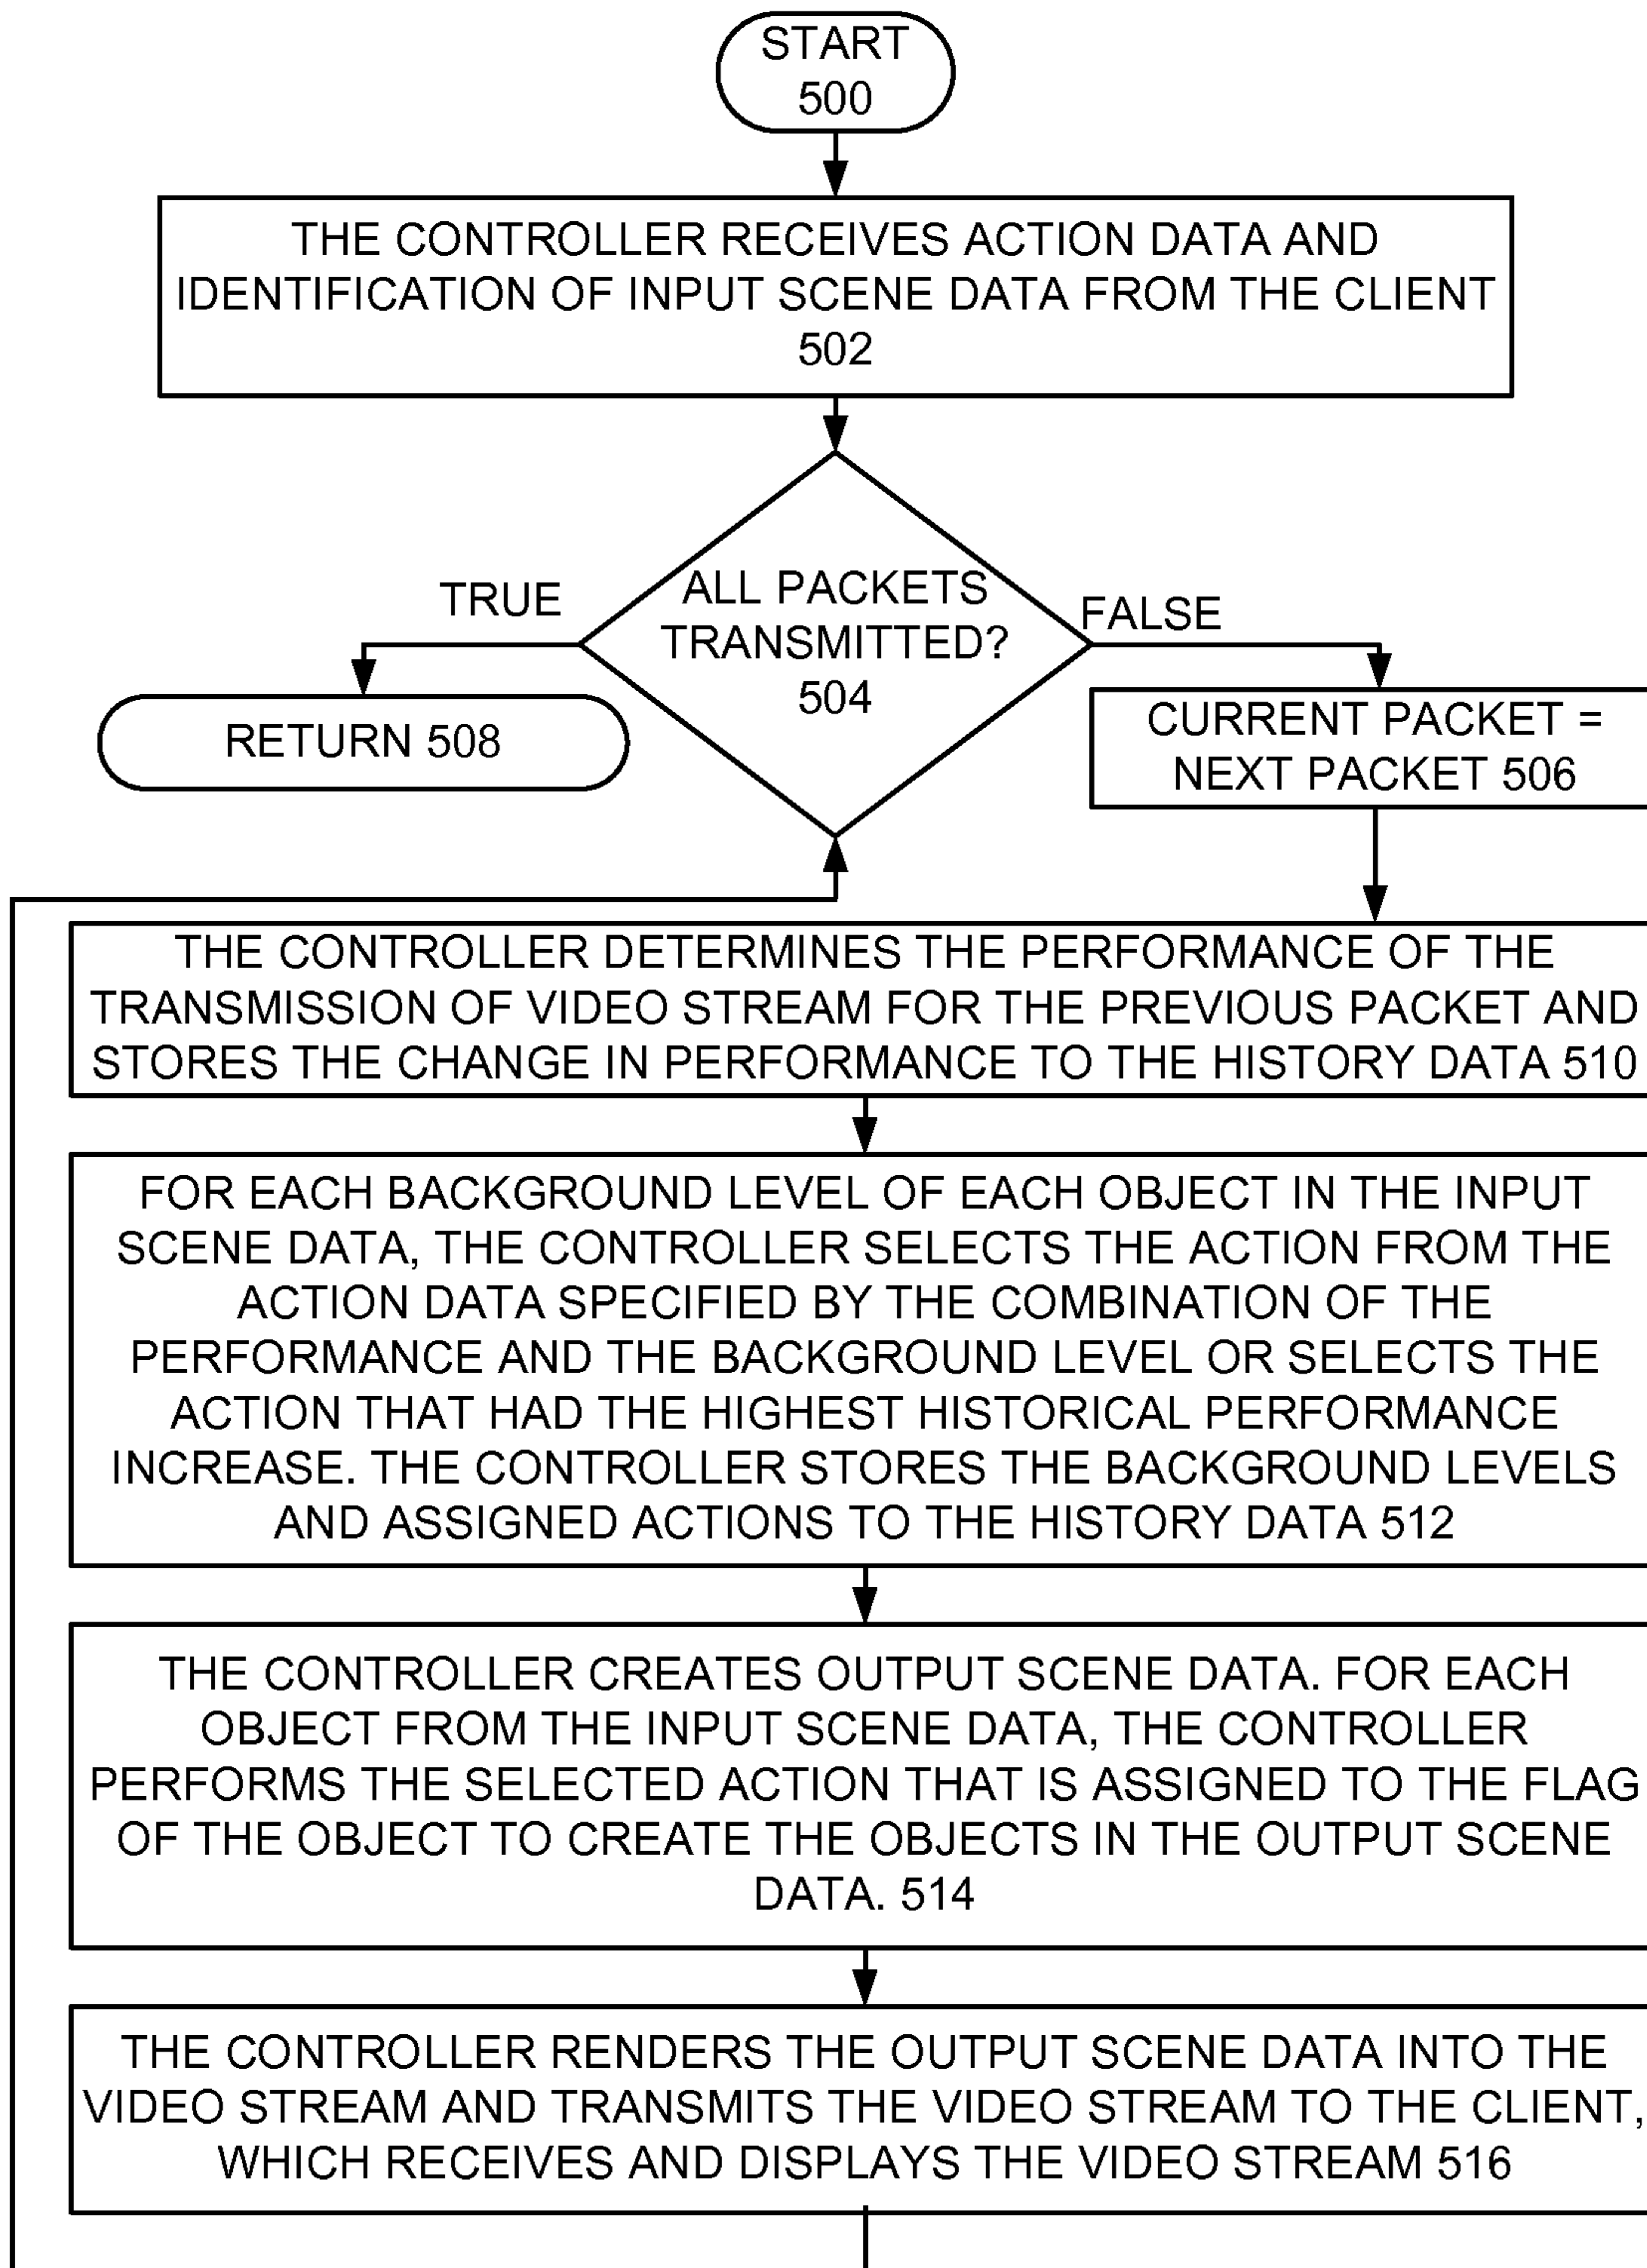 START
500
THE CONTROLLER RECEIVES ACTION DATA AND
IDENTIFICATION OF INPUT SCENE DATA FROM THE CLIENT
502
ALL PACKETS
TRANSMITTED?
504
TRUE
FALSE
RETURN 508
CURRENT PACKET =
NEXT PACKET 506
THE CONTROLLER DETERMINES THE PERFORMANCE OF THE
TRANSMISSION OF VIDEO STREAM FOR THE PREVIOUS PACKET AND
STORES THE CHANGE IN PERFORMANCE TO THE HISTORY DATA 510
FOR EACH BACKGROUND LEVEL OF EACH OBJECT IN THE INPUT
SCENE DATA, THE CONTROLLER SELECTS THE ACTION FROM THE
ACTION DATA SPECIFIED BY THE COMBINATION OF THE
PERFORMANCE AND THE BACKGROUND LEVEL OR SELECTS THE
ACTION THAT HAD THE HIGHEST HISTORICAL PERFORMANCE
INCREASE. THE CONTROLLER STORES THE BACKGROUND LEVELS
AND ASSIGNED ACTIONS TO THE HISTORY DATA 512
THE CONTROLLER CREATES OUTPUT SCENE DATA. FOR EACH
OBJECT FROM THE INPUT SCENE DATA, THE CONTROLLER
PERFORMS THE SELECTED ACTION THAT IS ASSIGNED TO THE FLAG
OF THE OBJECT TO CREATE THE OBJECTS IN THE OUTPUT SCENE
DATA. 514
THE CONTROLLER RENDERS THE OUTPUT SCENE DATA INTO THE
VIDEO STREAM AND TRANSMITS THE VIDEO STREAM TO THE CLIENT,
WHICH RECEIVES AND DISPLAYS THE VIDEO STREAM 516